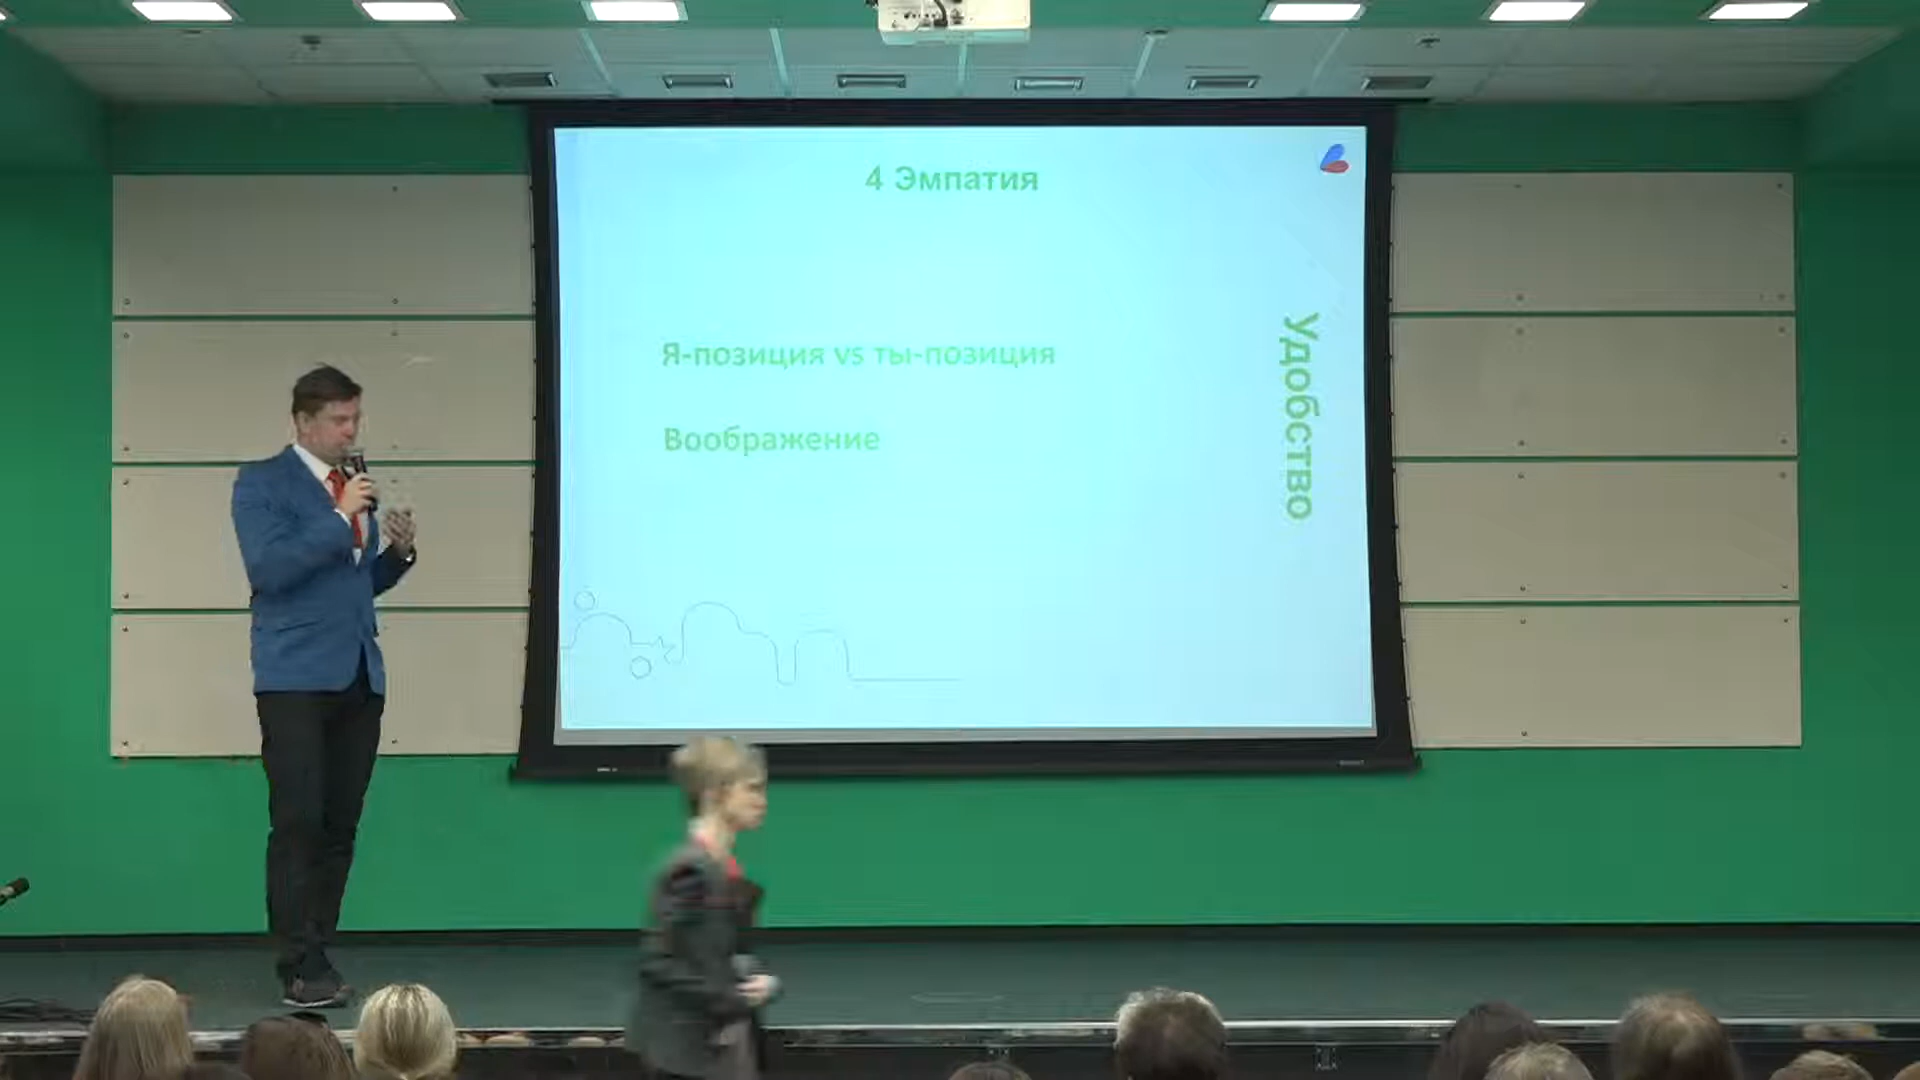 4 Эмпатия
Я-позиция vs ты-позиция
Воображение
Удобство